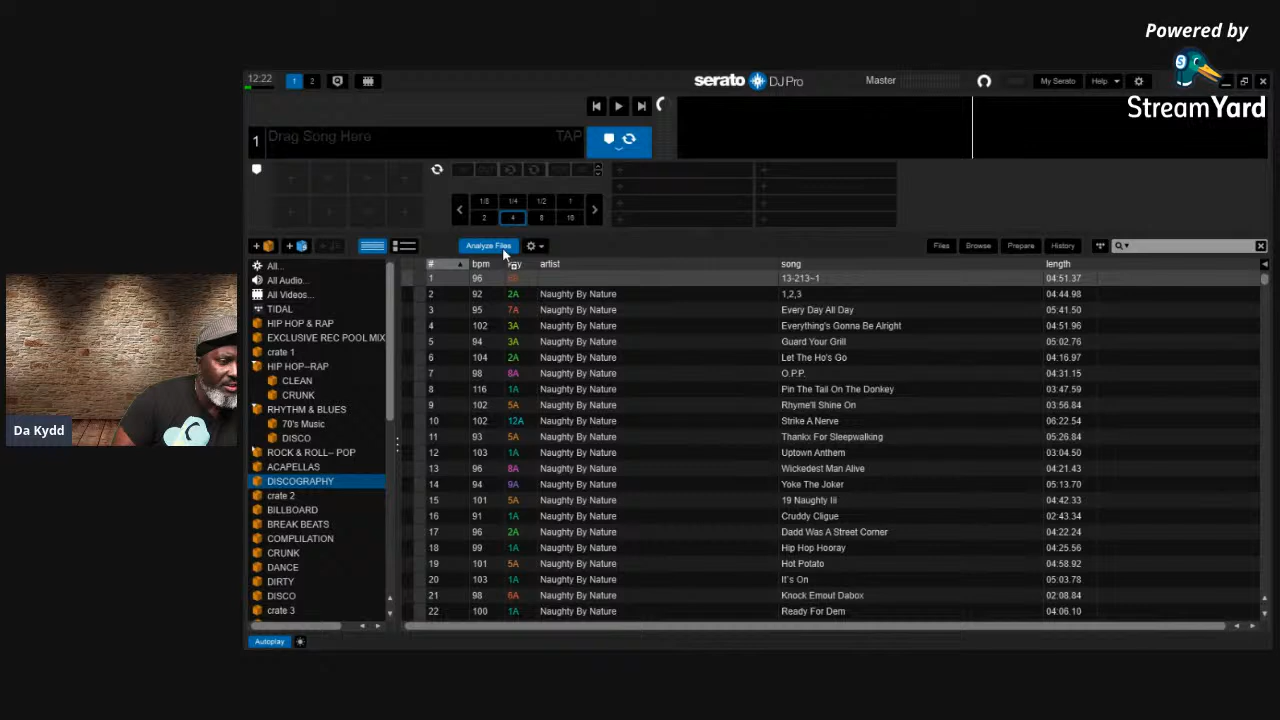 Powered by
StreamYard
12:22
1 2
serato DJ Pro
Master
My Serato
Help
1 Drag Song Here TAP
1/8 1/4 1/2 1
2 4 8 16
Analyze Files
Files Browse Prepare History
# bpm key artist song length
All...
All Audio...
All Videos...
TIDAL
HIP HOP & RAP
EXCLUSIVE REC POOL MIX
crate 1
HIP HOP--RAP
CLEAN
CRUNK
RHYTHM & BLUES
70's Music
DISCO
ROCK & ROLL-- POP
ACAPELLAS
DISCOGRAPHY
crate 2
BILLBOARD
BREAK BEATS
COMPLILATION
CRUNK
DANCE
DIRTY
DISCO
crate 3
Autoplay
1 96 13-213~1 04:51.37
2 92 2A Naughty By Nature 1,2,3 04:44.98
3 95 7A Naughty By Nature Every Day All Day 05:41.50
4 102 3A Naughty By Nature Everything's Gonna Be Alright 04:51.96
5 94 3A Naughty By Nature Guard Your Grill 05:02.76
6 104 2A Naughty By Nature Let The Ho's Go 04:16.97
7 98 8A Naughty By Nature O.P.P. 04:31.15
8 116 1A Naughty By Nature Pin The Tail On The Donkey 03:47.59
9 102 5A Naughty By Nature Rhyme'll Shine On 03:56.84
10 102 12A Naughty By Nature Strike A Nerve 06:22.54
11 93 5A Naughty By Nature Thankx For Sleepwalking 05:26.84
12 103 1A Naughty By Nature Uptown Anthem 03:04.50
13 96 8A Naughty By Nature Wickedest Man Alive 04:21.43
14 94 9A Naughty By Nature Yoke The Joker 05:13.70
15 101 5A Naughty By Nature 19 Naughty Iii 04:42.33
16 91 1A Naughty By Nature Cruddy Cligue 02:43.34
17 96 2A Naughty By Nature Dadd Was A Street Corner 04:22.24
18 99 1A Naughty By Nature Hip Hop Hooray 04:25.56
19 101 5A Naughty By Nature Hot Potato 04:58.92
20 103 1A Naughty By Nature It's On 05:03.78
21 98 6A Naughty By Nature Knock Emout Dabox 02:08.84
22 100 1A Naughty By Nature Ready For Dem 04:06.10
Da Kydd